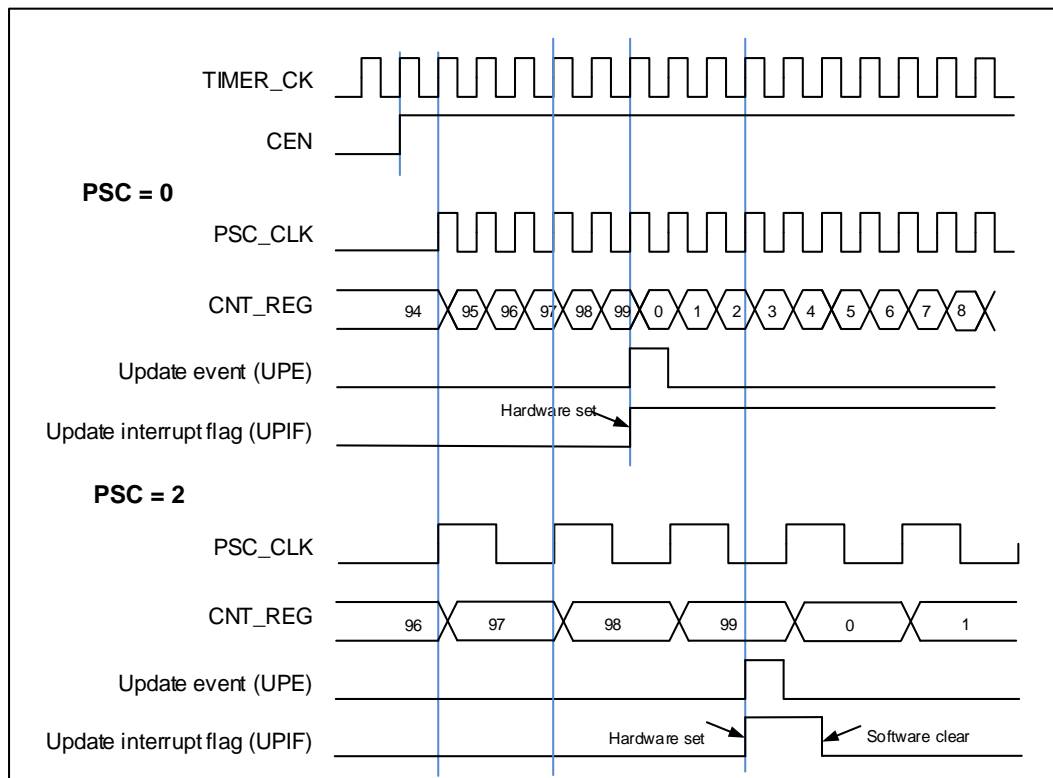 TIMER_CK
CEN
PSC = 0
PSC_CLK
CNT_REG 94 95 96 97 98 99 0 1 2 3 4 5 6 7 8
Update event (UPE)
Hardware set
Update interrupt flag (UPIF)
PSC = 2
PSC_CLK
CNT_REG 96 97 98 99 0 1
Update event (UPE)
Update interrupt flag (UPIF) Hardware set Software clear